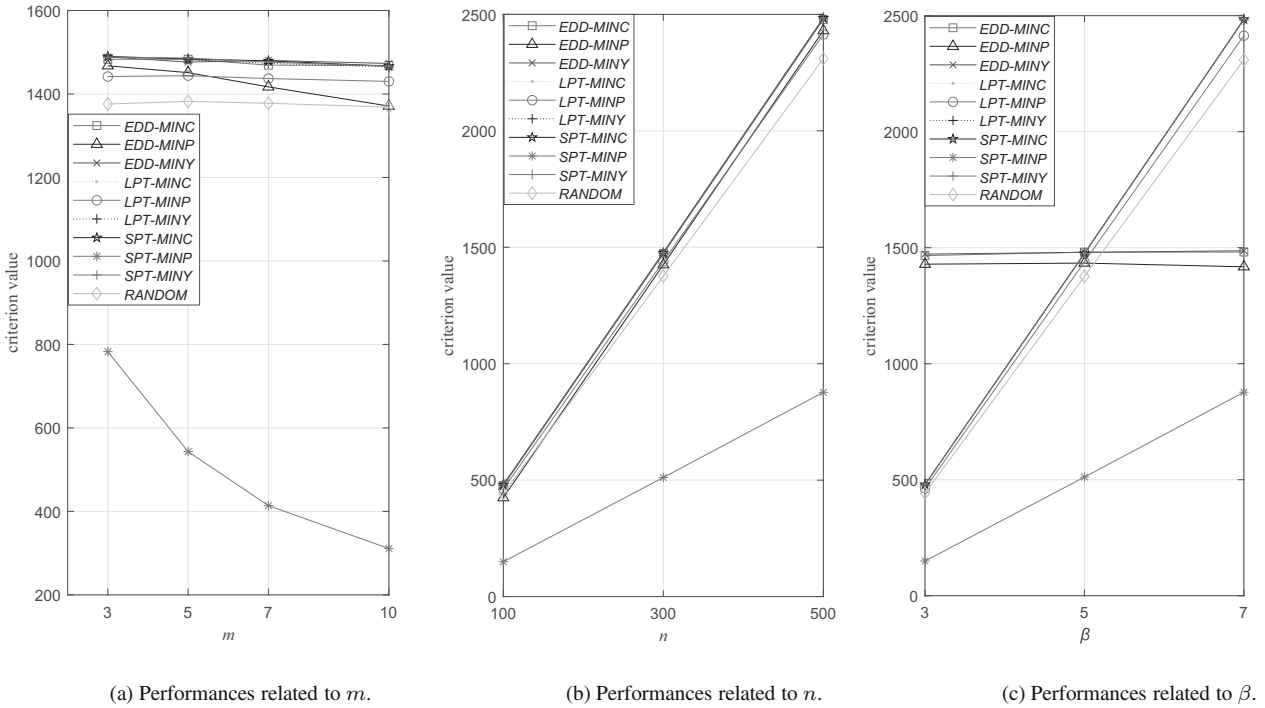 1600
1400
1200
1000
800
600
400
200
3
5
7
10
criterion value
m
EDD-MINC
EDD-MINP
EDD-MINY
LPT-MINC
LPT-MINP
LPT-MINY
SPT-MINC
SPT-MINP
SPT-MINY
RANDOM
(a) Performances related to m.
2500
2000
1500
1000
500
0
100
300
500
criterion value
n
EDD-MINC
EDD-MINP
EDD-MINY
LPT-MINC
LPT-MINP
LPT-MINY
SPT-MINC
SPT-MINP
SPT-MINY
RANDOM
(b) Performances related to n.
2500
2000
1500
1000
500
0
3
5
7
criterion value
β
EDD-MINC
EDD-MINP
EDD-MINY
LPT-MINC
LPT-MINP
LPT-MINY
SPT-MINC
SPT-MINP
SPT-MINY
RANDOM
(c) Performances related to β.